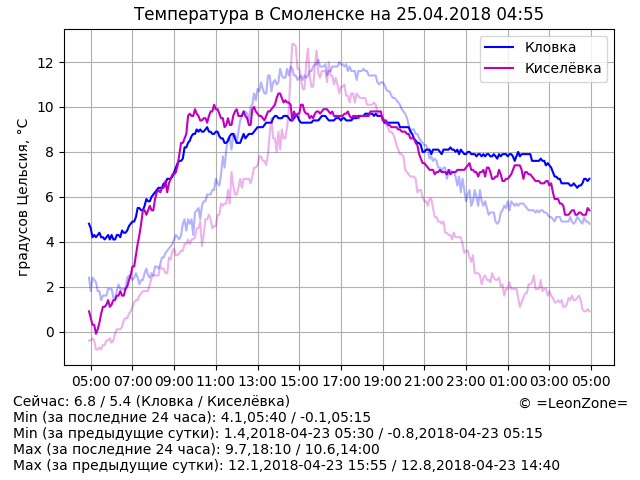 Температура в Смоленске на 25.04.2018 04:55
Кловка
Киселёвка
градусов Цельсия, °C
12
10
8
6
4
2
0
05:00 07:00 09:00 11:00 13:00 15:00 17:00 19:00 21:00 23:00 01:00 03:00 05:00
Сейчас: 6.8 / 5.4 (Кловка / Киселёвка)
© =LeonZone=
Min (за последние 24 часа): 4.1,05:40 / -0.1,05:15
Min (за предыдущие сутки): 1.4,2018-04-23 05:30 / -0.8,2018-04-23 05:15
Max (за последние 24 часа): 9.7,18:10 / 10.6,14:00
Max (за предыдущие сутки): 12.1,2018-04-23 15:55 / 12.8,2018-04-23 14:40